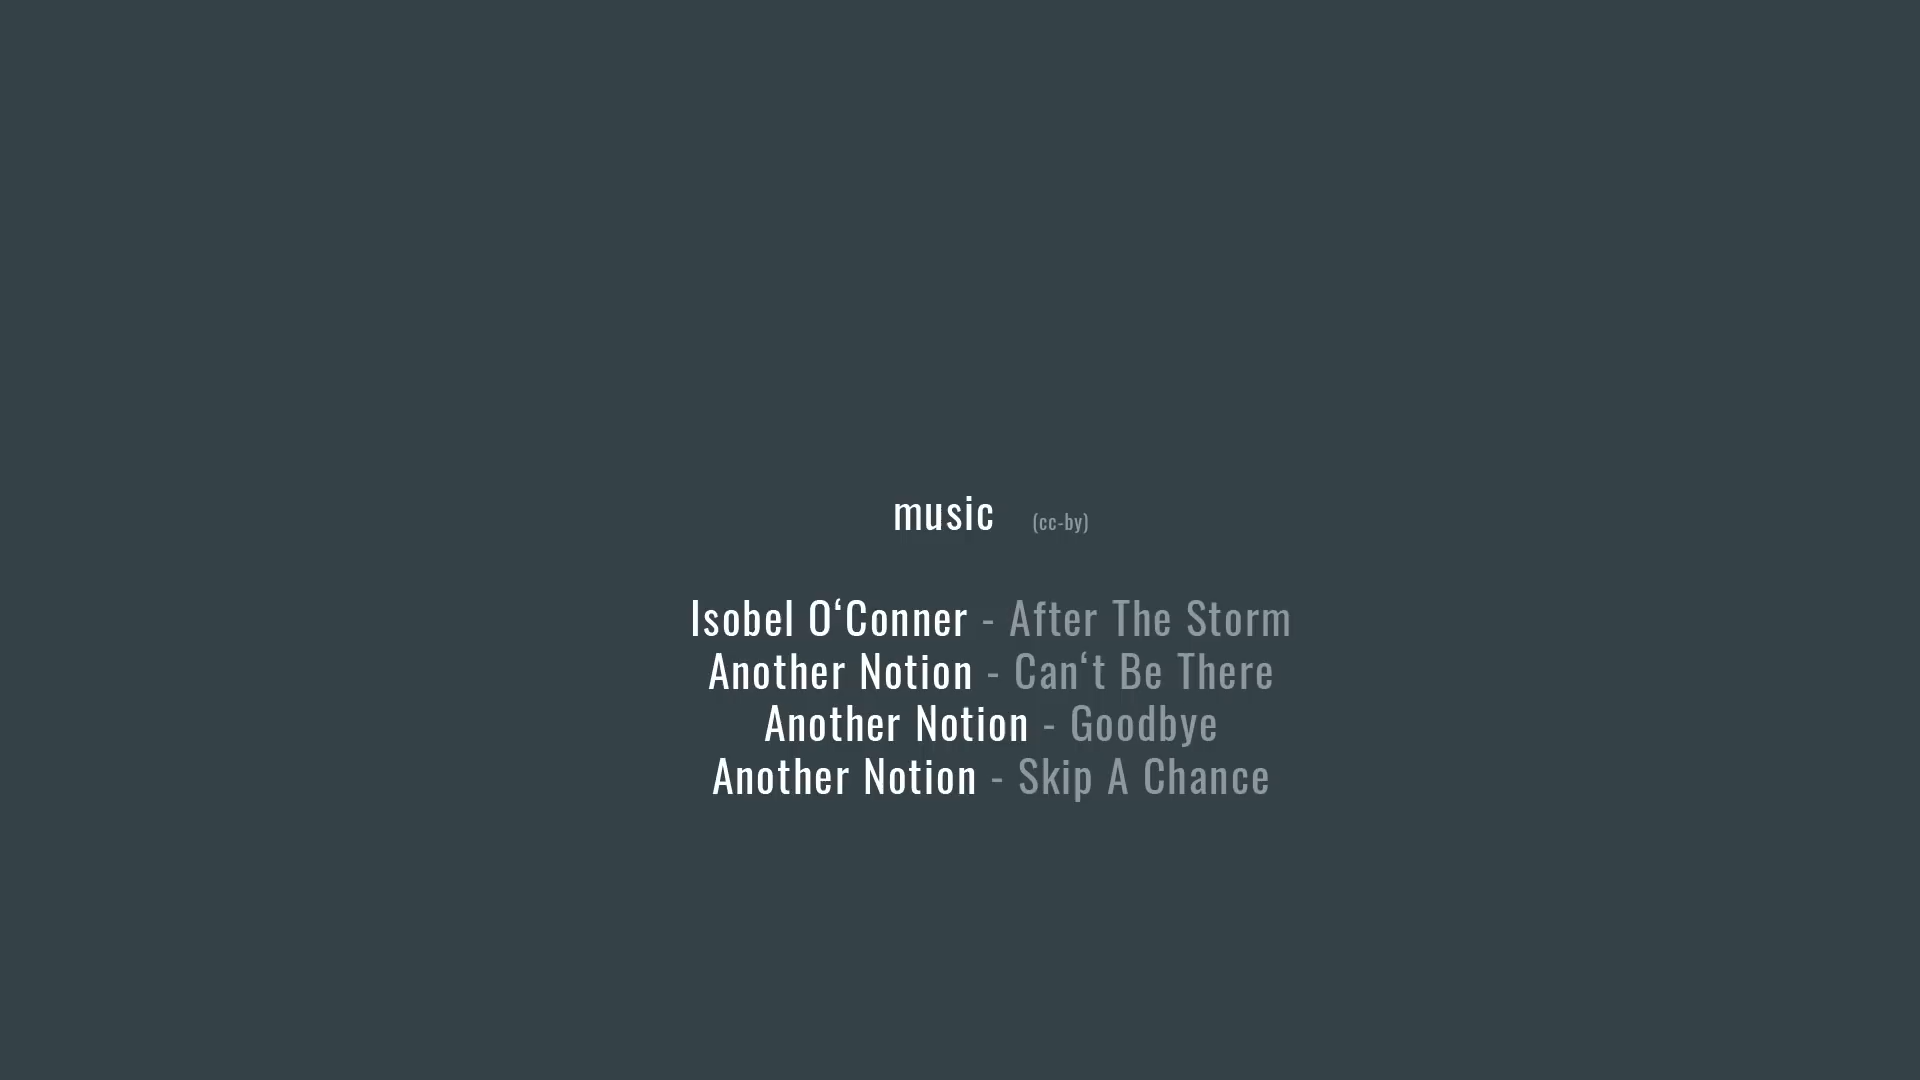 music (cc-by)
Isobel O‘Conner - After The Storm
Another Notion - Can‘t Be There
Another Notion - Goodbye
Another Notion - Skip A Chance